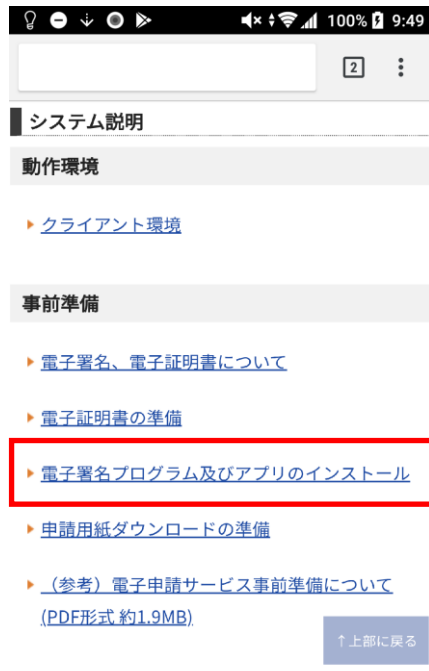 100% 9:49
2
システム説明
動作環境
クライアント環境
事前準備
電子署名、電子証明書について
電子証明書の準備
電子署名プログラム及びアプリのインストール
申請用紙ダウンロードの準備
（参考）電子申請サービス事前準備について
(PDF形式 約1.9MB)
↑上部に戻る